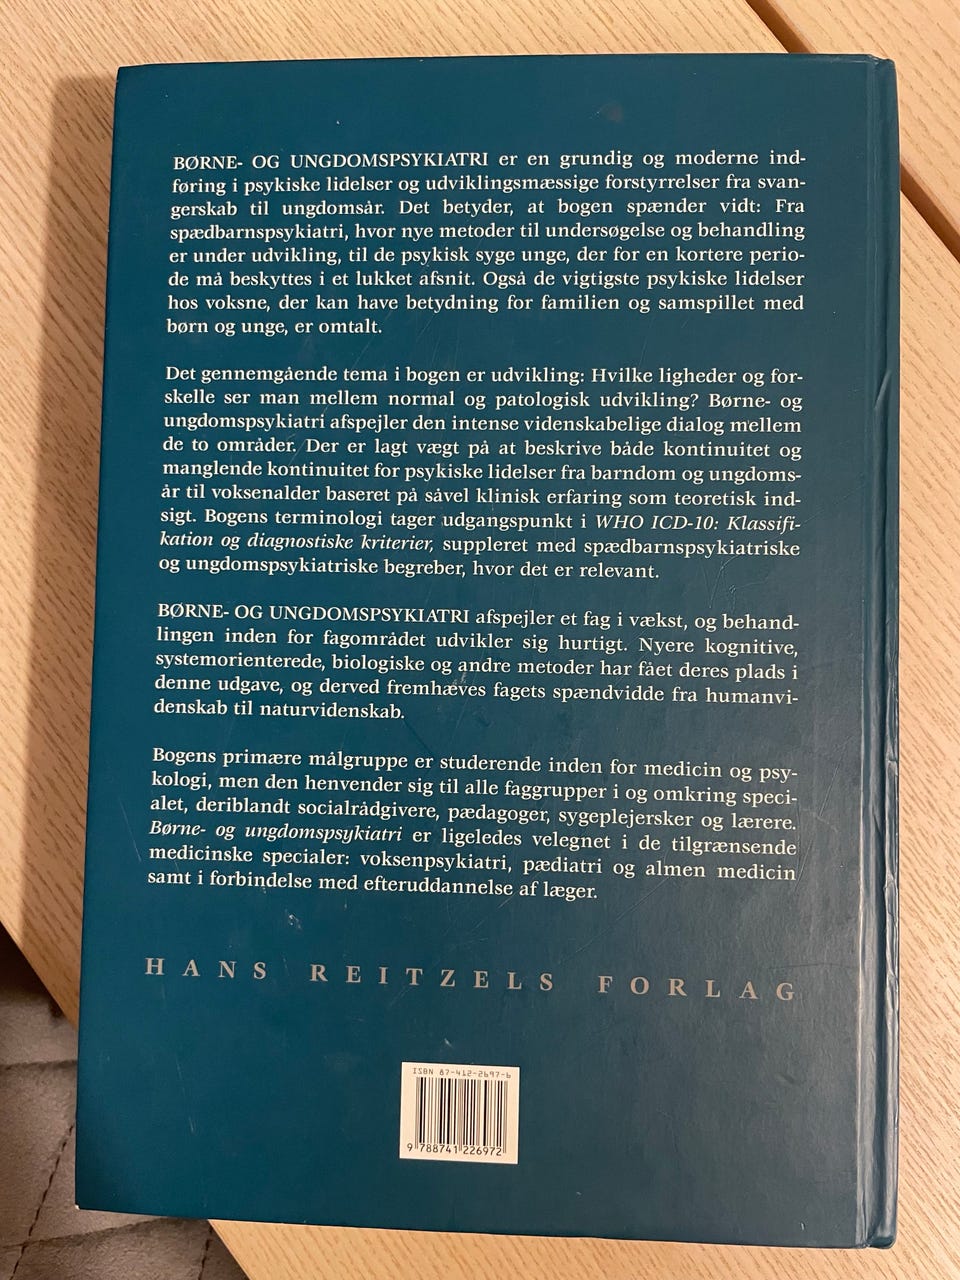 BØRNE- OG UNGDOMSPSYKIATRI er en grundig og moderne ind-
føring i psykiske lidelser og udviklingsmæssige forstyrrelser fra svan-
gerskab til ungdomsår. Det betyder, at bogen spænder vidt: Fra
spædbarnspsykiatri, hvor nye metoder til undersøgelse og behandling
er under udvikling, til de psykisk syge unge, der for en kortere perio-
de må beskyttes i et lukket afsnit. Også de vigtigste psykiske lidelser
hos voksne, der kan have betydning for familien og samspillet med
børn og unge, er omtalt.
Det gennemgående tema i bogen er udvikling: Hvilke ligheder og for-
skelle ser man mellem normal og patologisk udvikling? Børne- og
ungdomspsykiatri afspejler den intense videnskabelige dialog mellem
de to områder. Der er lagt vægt på at beskrive både kontinuitet og
manglende kontinuitet for psykiske lidelser fra barndom og ungdoms-
år til voksenalder baseret på såvel klinisk erfaring som teoretisk ind-
sigt. Bogens terminologi tager udgangspunkt i WHO ICD-10: Klassifi-
kation og diagnostiske kriterier, suppleret med spædbarnspsykiatriske
og ungdomspsykiatriske begreber, hvor det er relevant.
BØRNE- OG UNGDOMSPSYKIATRI afspejler et fag i vækst, og behand-
lingen inden for fagområdet udvikler sig hurtigt. Nyere kognitive,
systemorienterede, biologiske og andre metoder har fået deres plads i
denne udgave, og derved fremhæves fagets spændvidde fra humanvi-
denskab til naturvidenskab.
Bogens primære målgruppe er studerende inden for medicin og psy-
kologi, men den henvender sig til alle faggrupper i og omkring speci-
alet, deriblandt socialrådgivere, pædagoger, sygeplejersker og lærere.
Børne- og ungdomspsykiatri er ligeledes velegnet i de tilgrænsende
medicinske specialer: voksenpsykiatri, pædiatri og almen medicin
samt i forbindelse med efteruddannelse af læger.
HANS REITZELS FORLAG
ISBN 87-412-2697-6
9 788741 226972